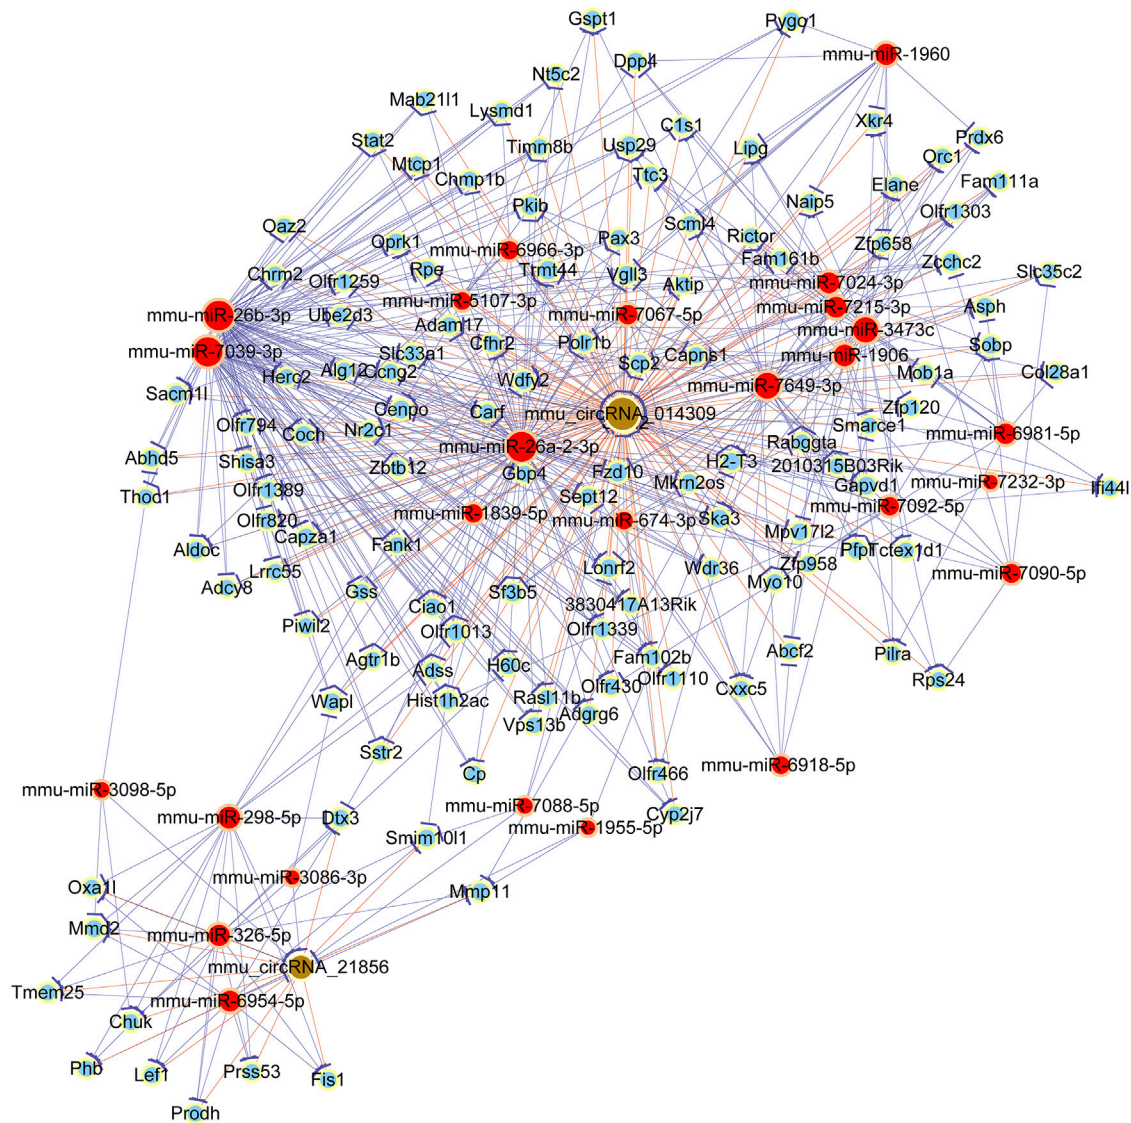 Gspt1
Pygo1
mmu-miR-1960
Dpp4
Nt5c2
Mab21l1
Lysmd1
C1s1
Xkr4
Prdx6
Stat2
Timm8b
Usp29
Lipg
Orc1
Mtcp1
Chmp1b
Ttc3
Elane
Fam111a
Naip5
Pkib
Scml4
Olfr1303
Oaz2
Oprk1
mmu-miR-6966-3p
Pax3
Rictor
Zfp658
Fam161b
Zcchc2
Slc35c2
Chrm2
Olfr1259
Rpe
Trmt44
Vgll3
Aktip
mmu-miR-7024-3p
mmu-miR-5107-3p
mmu-miR-7215-3p
Asph
mmu-miR-26b-3p
Ube2d3
Adam17
mmu-miR-7067-5p
mmu-miR-3473c
Cfhr2
Polr1b
Sobp
mmu-miR-7039-3p
Slc33a1
Scp2
Capns1
mmu-miR-1906
Herc2
Alg12
Ccng2
Wdfy2
mmu-miR-7649-3p
Mob1a
Col28a1
Sacm1l
Cenpo
Carf
mmu_circRNA_014309
Zfp120
Olfr794
Coch
Nr2c1
mmu-miR-26a-2-3p
Rabggta
Smarce1
mmu-miR-6981-5p
Abhd5
Shisa3
Zbtb12
Gbp4
Fzd10
H2-T3
2010315B03Rik
Thoc1
Olfr1389
Sept12
Mkrn2os
Gapvd1
mmu-miR-7232-3p
Ifi44l
Olfr820
mmu-miR-1839-5p
mmu-miR-674-3p
Ska3
mmu-miR-7092-5p
Capza1
Fank1
Mpv17l2
Aldoc
Pfpl
Tctex1d1
Lrrc55
Lonrf2
Wdr36
Zfp958
mmu-miR-7090-5p
Adcy8
Gss
Sf3b5
Myo10
Piwil2
Ciao1
3830417A13Rik
Olfr1013
Olfr1339
Agtr1b
Adss
H60c
Fam102b
Abcf2
Pilra
Olfr1110
Rps24
Wapl
Hist1h2ac
Rasl11b
Olfr430
Cxxc5
Vps13b
Adgrg6
Sstr2
Cp
Olfr466
mmu-miR-6918-5p
mmu-miR-3098-5p
mmu-miR-298-5p
Dtx3
mmu-miR-7088-5p
Cyp2j7
Smim10l1
mmu-miR-1955-5p
Oxa1l
mmu-miR-3086-3p
Mmp11
Mmd2
mmu-miR-326-5p
mmu_circRNA_21856
Tmem25
mmu-miR-6954-5p
Chuk
Phb
Lef1
Prss53
Fis1
Prodh